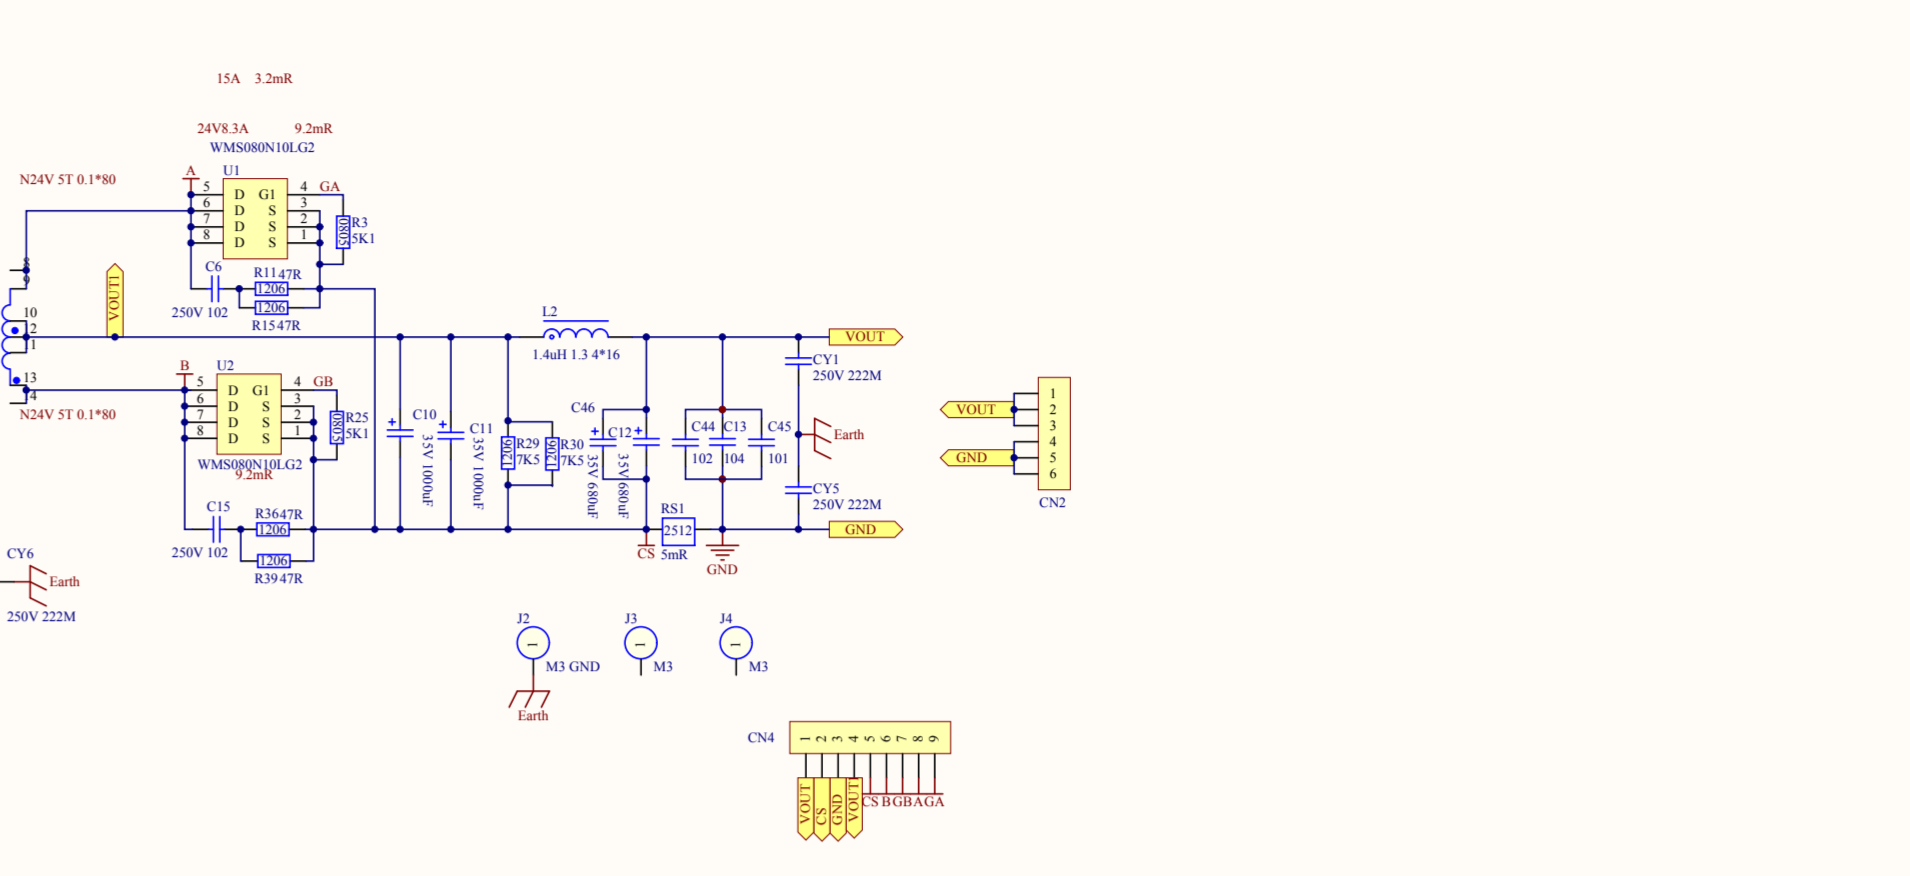 15A 3.2mR
24V8.3A 9.2mR
WMS080N10LG2
N24V 5T 0.1*80
A U1
5 D G1 4 GA
6 D S 3
7 D S 2
8 D S 1
R3
0805
5K1
C6
250V 102
R11 47R
1206
1206
R15 47R
8
9
10
2
1
13
4
VOUT1
N24V 5T 0.1*80
B U2
5 D G1 4 GB
6 D S 3
7 D S 2
8 D S 1
R25
0805
5K1
WMS080N10LG2
9.2mR
C15
250V 102
R36 47R
1206
1206
R39 47R
C10
35V 1000uF
C11
35V 1000uF
R29
1206
7K5
R30
1206
7K5
L2
1.4uH 1.3 4*16
C46
35V 680uF
C12
35V 680uF
C44
102
C13
104
C45
101
CY1
250V 222M
Earth
CY5
250V 222M
VOUT
GND
RS1
2512
5mR
CS
GND
VOUT
GND
1
2
3
4
5
6
CN2
CY6
Earth
250V 222M
J2
1
M3 GND
Earth
J3
1
M3
J4
1
M3
CN4
1 2 3 4 5 6 7 8 9
VOUT CS GND VOUT1 CS B GB A GA